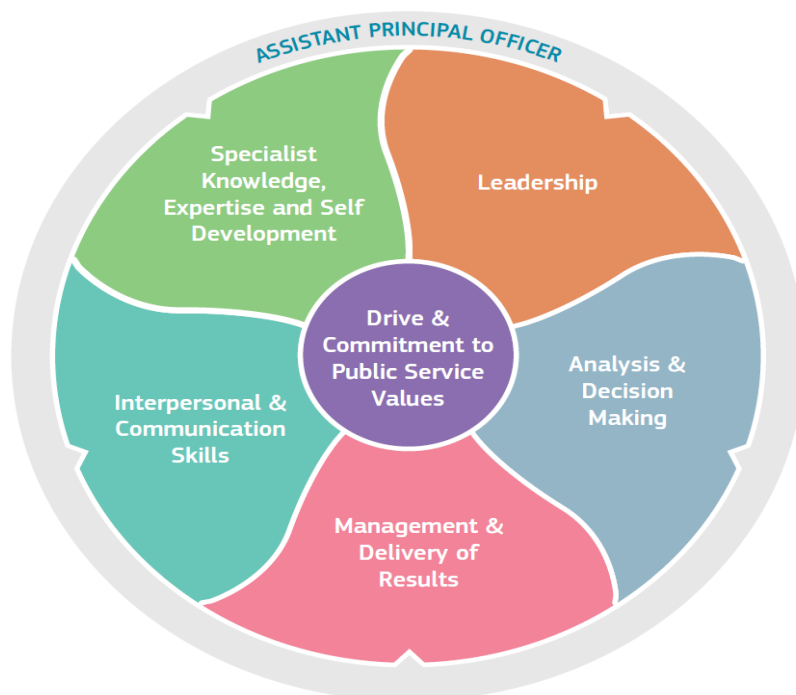 ASSISTANT PRINCIPAL OFFICER
Specialist
Knowledge,
Expertise and Self
Development
Leadership
Drive &
Commitment to
Public Service
Values
Analysis &
Decision
Making
Interpersonal &
Communication
Skills
Management &
Delivery of
Results